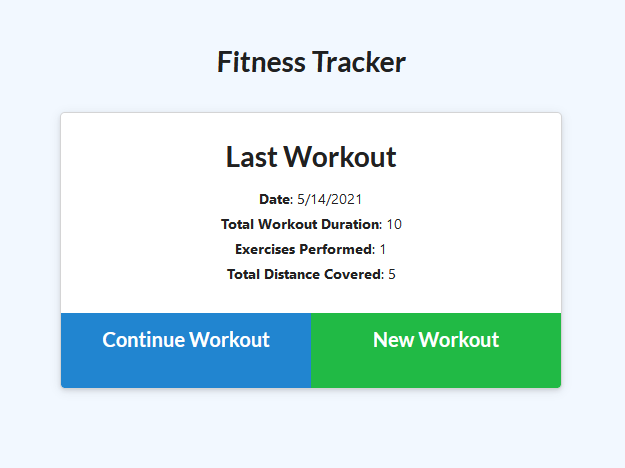 Fitness Tracker
Last Workout
Date: 5/14/2021
Total Workout Duration: 10
Exercises Performed: 1
Total Distance Covered: 5
Continue Workout
New Workout